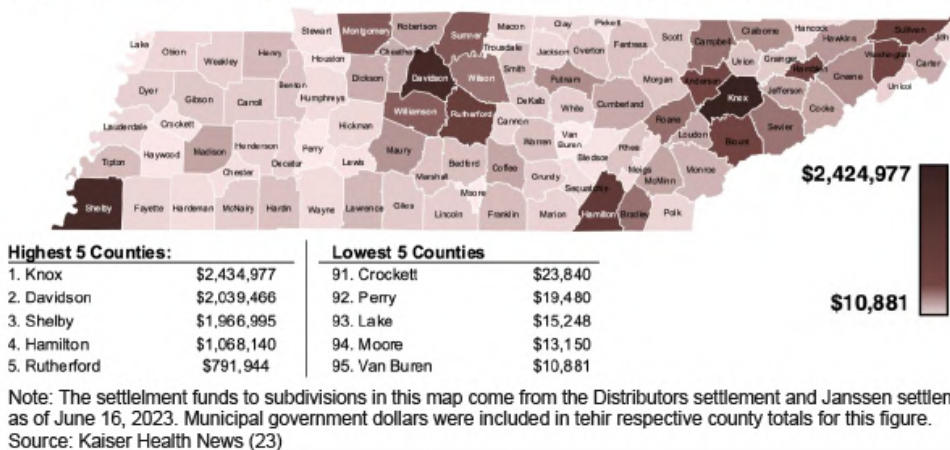 Stewart
Montgomery
Robertson
Sumner
Macon
Clay
Pickett
Scott
Campbell
Claiborne
Hancock
Hawkins
Sullivan
Lake
Obion
Weakley
Henry
Houston
Cheatham
Trousdale
Jackson
Overton
Fentress
Union
Grainger
Hamblen
Washington
Carter
Dyer
Gibson
Carroll
Benton
Humphreys
Dickson
Davidson
Wilson
Smith
Putnam
Morgan
Anderson
Knox
Jefferson
Greene
Unicoi
Cocke
Lauderdale
Crockett
Hickman
Williamson
Rutherford
Cannon
DeKalb
White
Cumberland
Roane
Loudon
Blount
Sevier
Tipton
Haywood
Madison
Henderson
Chester
Decatur
Perry
Lewis
Maury
Marshall
Bedford
Coffee
Warren
Van
Buren
Bledsoe
Rhea
Meigs
McMinn
Monroe
Shelby
Fayette
Hardeman
McNairy
Hardin
Wayne
Lawrence
Giles
Lincoln
Moore
Franklin
Grundy
Marion
Sequatchie
Hamilton
Bradley
Polk
$2,424,977
$10,881
Highest 5 Counties:
1. Knox $2,434,977
2. Davidson $2,039,466
3. Shelby $1,966,995
4. Hamilton $1,068,140
5. Rutherford $791,944
Lowest 5 Counties
91. Crockett $23,840
92. Perry $19,480
93. Lake $15,248
94. Moore $13,150
95. Van Buren $10,881
Note: The settlelment funds to subdivisions in this map come from the Distributors settlement and Janssen
as of June 16, 2023. Municipal government dollars were included in tehir respective county totals for this figure.
Source: Kaiser Health News (23)